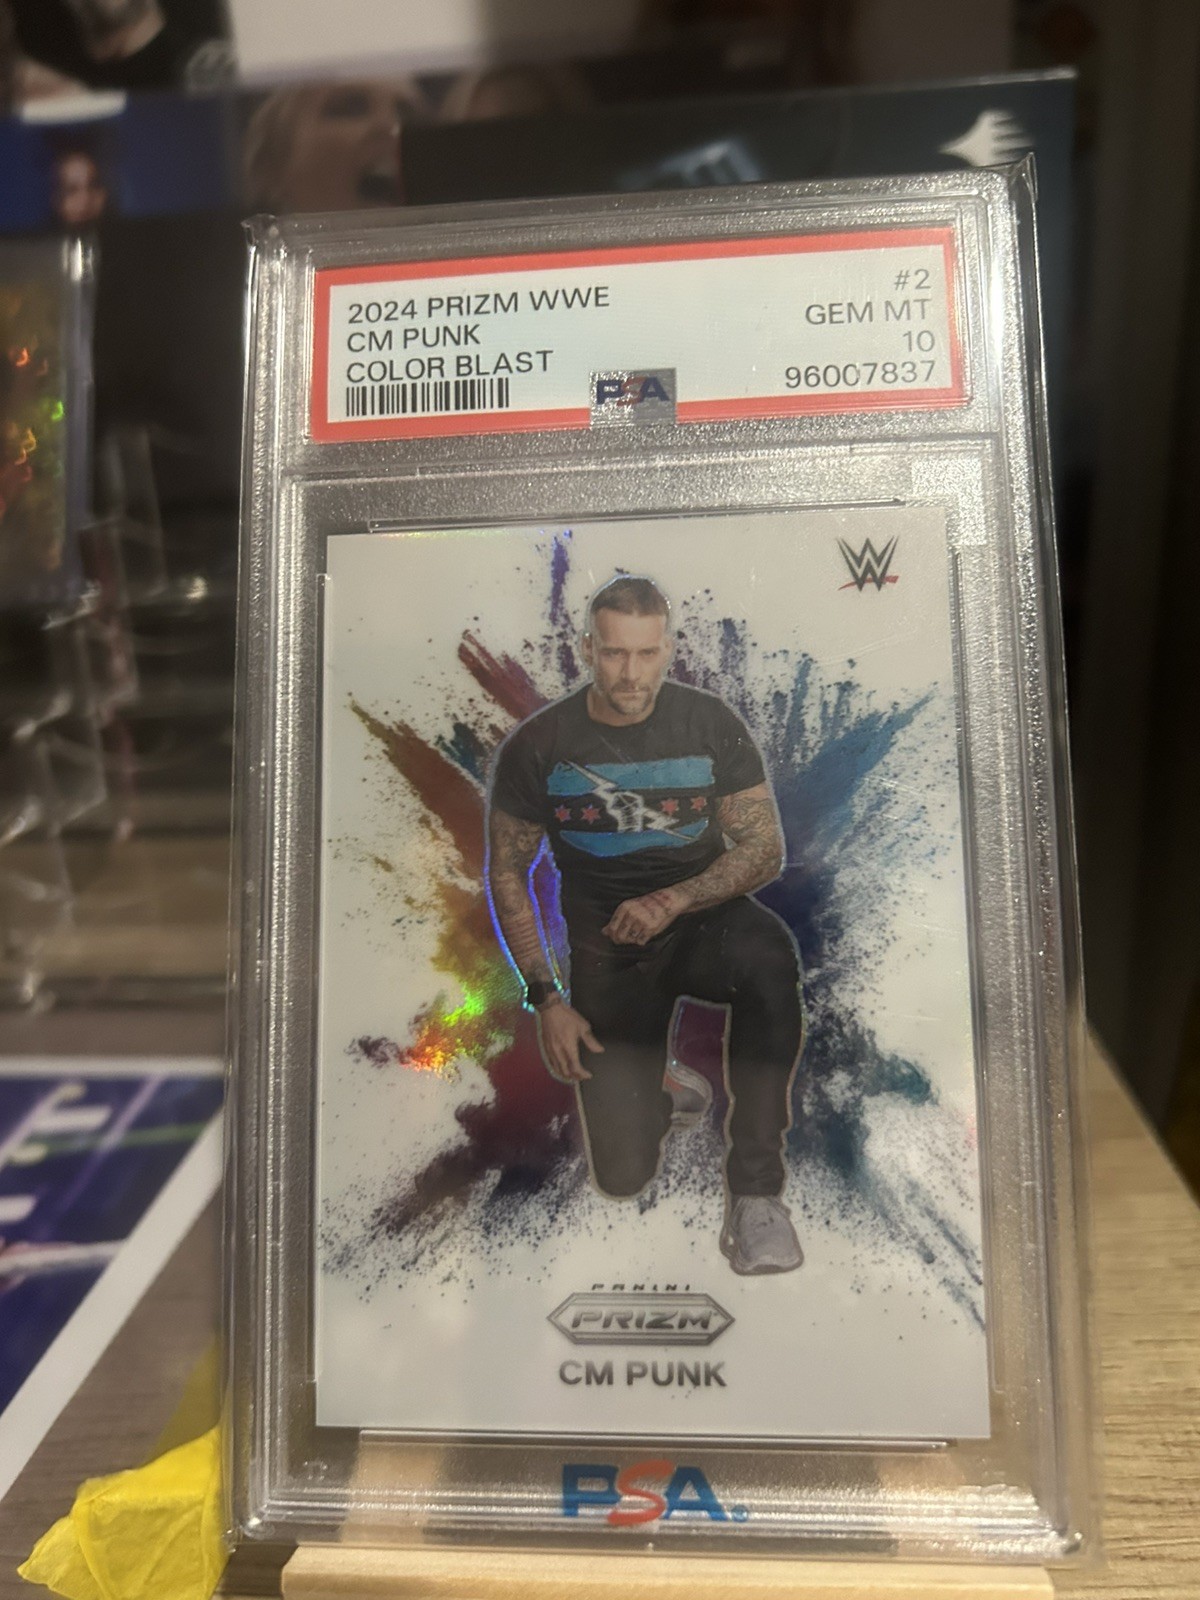 2024 PRIZM WWE
CM PUNK
COLOR BLAST
#2
GEM MT
10
96007837
PSA
W
PANINI
PRIZM
CM PUNK
PSA